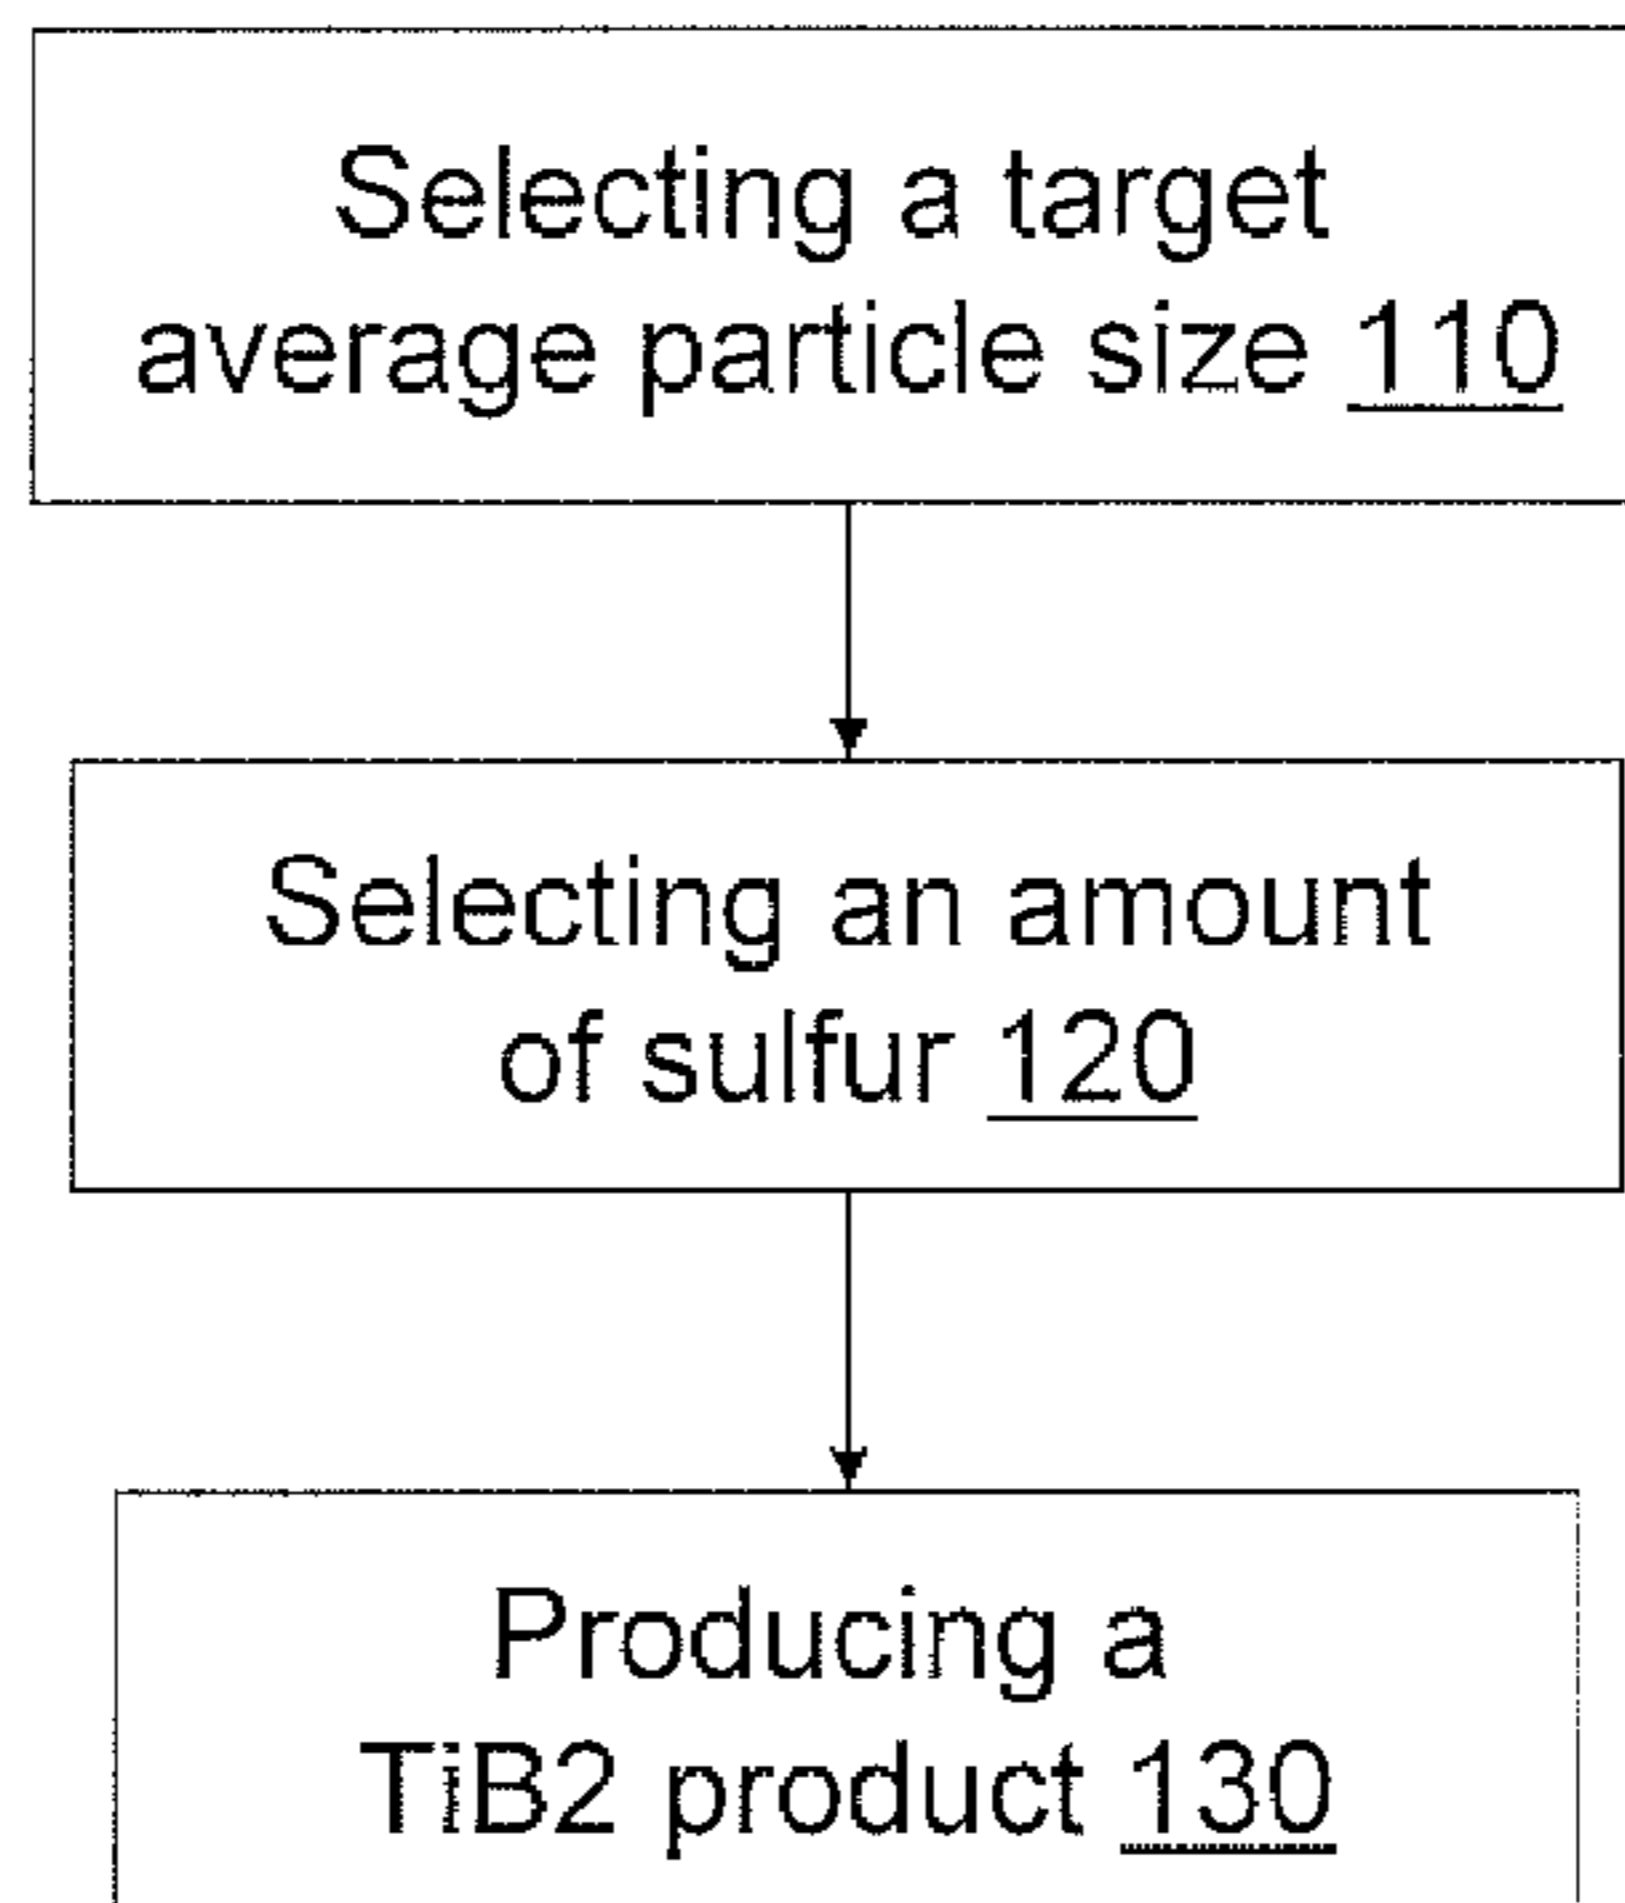 Selecting a target
average particle size 110
Selecting an amount
of sulfur 120
Producing a
TiB2 product 130